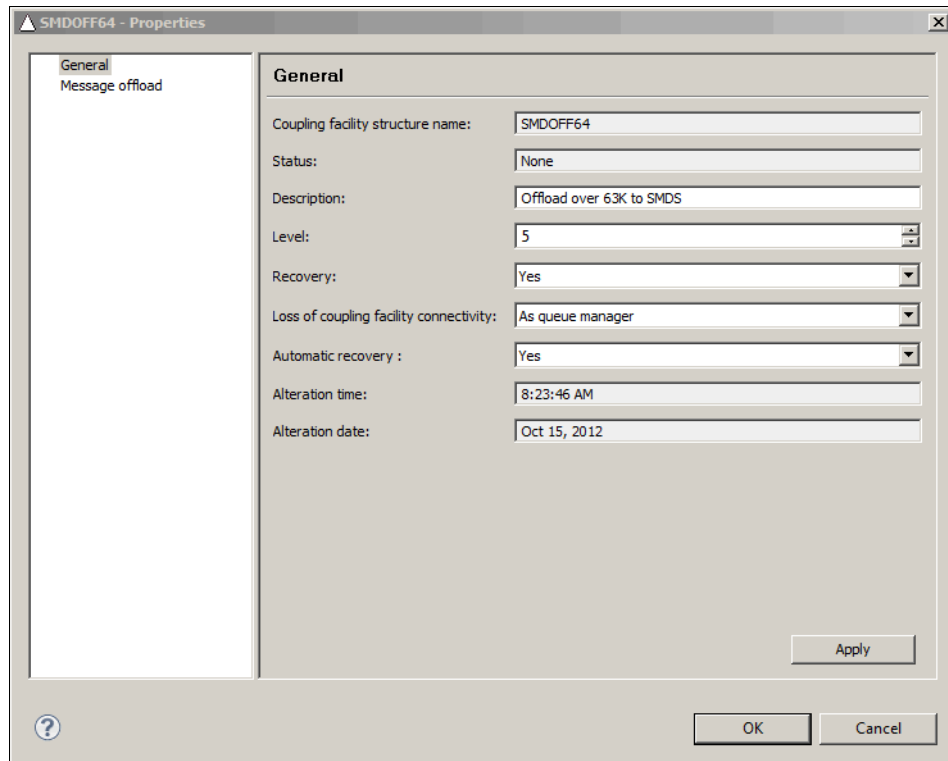 SMDOFF64 - Properties
General
Message offload
General
Coupling facility structure name: SMDOFF64
Status: None
Description: Offload over 63K to SMDS
Level: 5
Recovery: Yes
Loss of coupling facility connectivity: As queue manager
Automatic recovery : Yes
Alteration time: 8:23:46 AM
Alteration date: Oct 15, 2012
Apply
?
OK Cancel